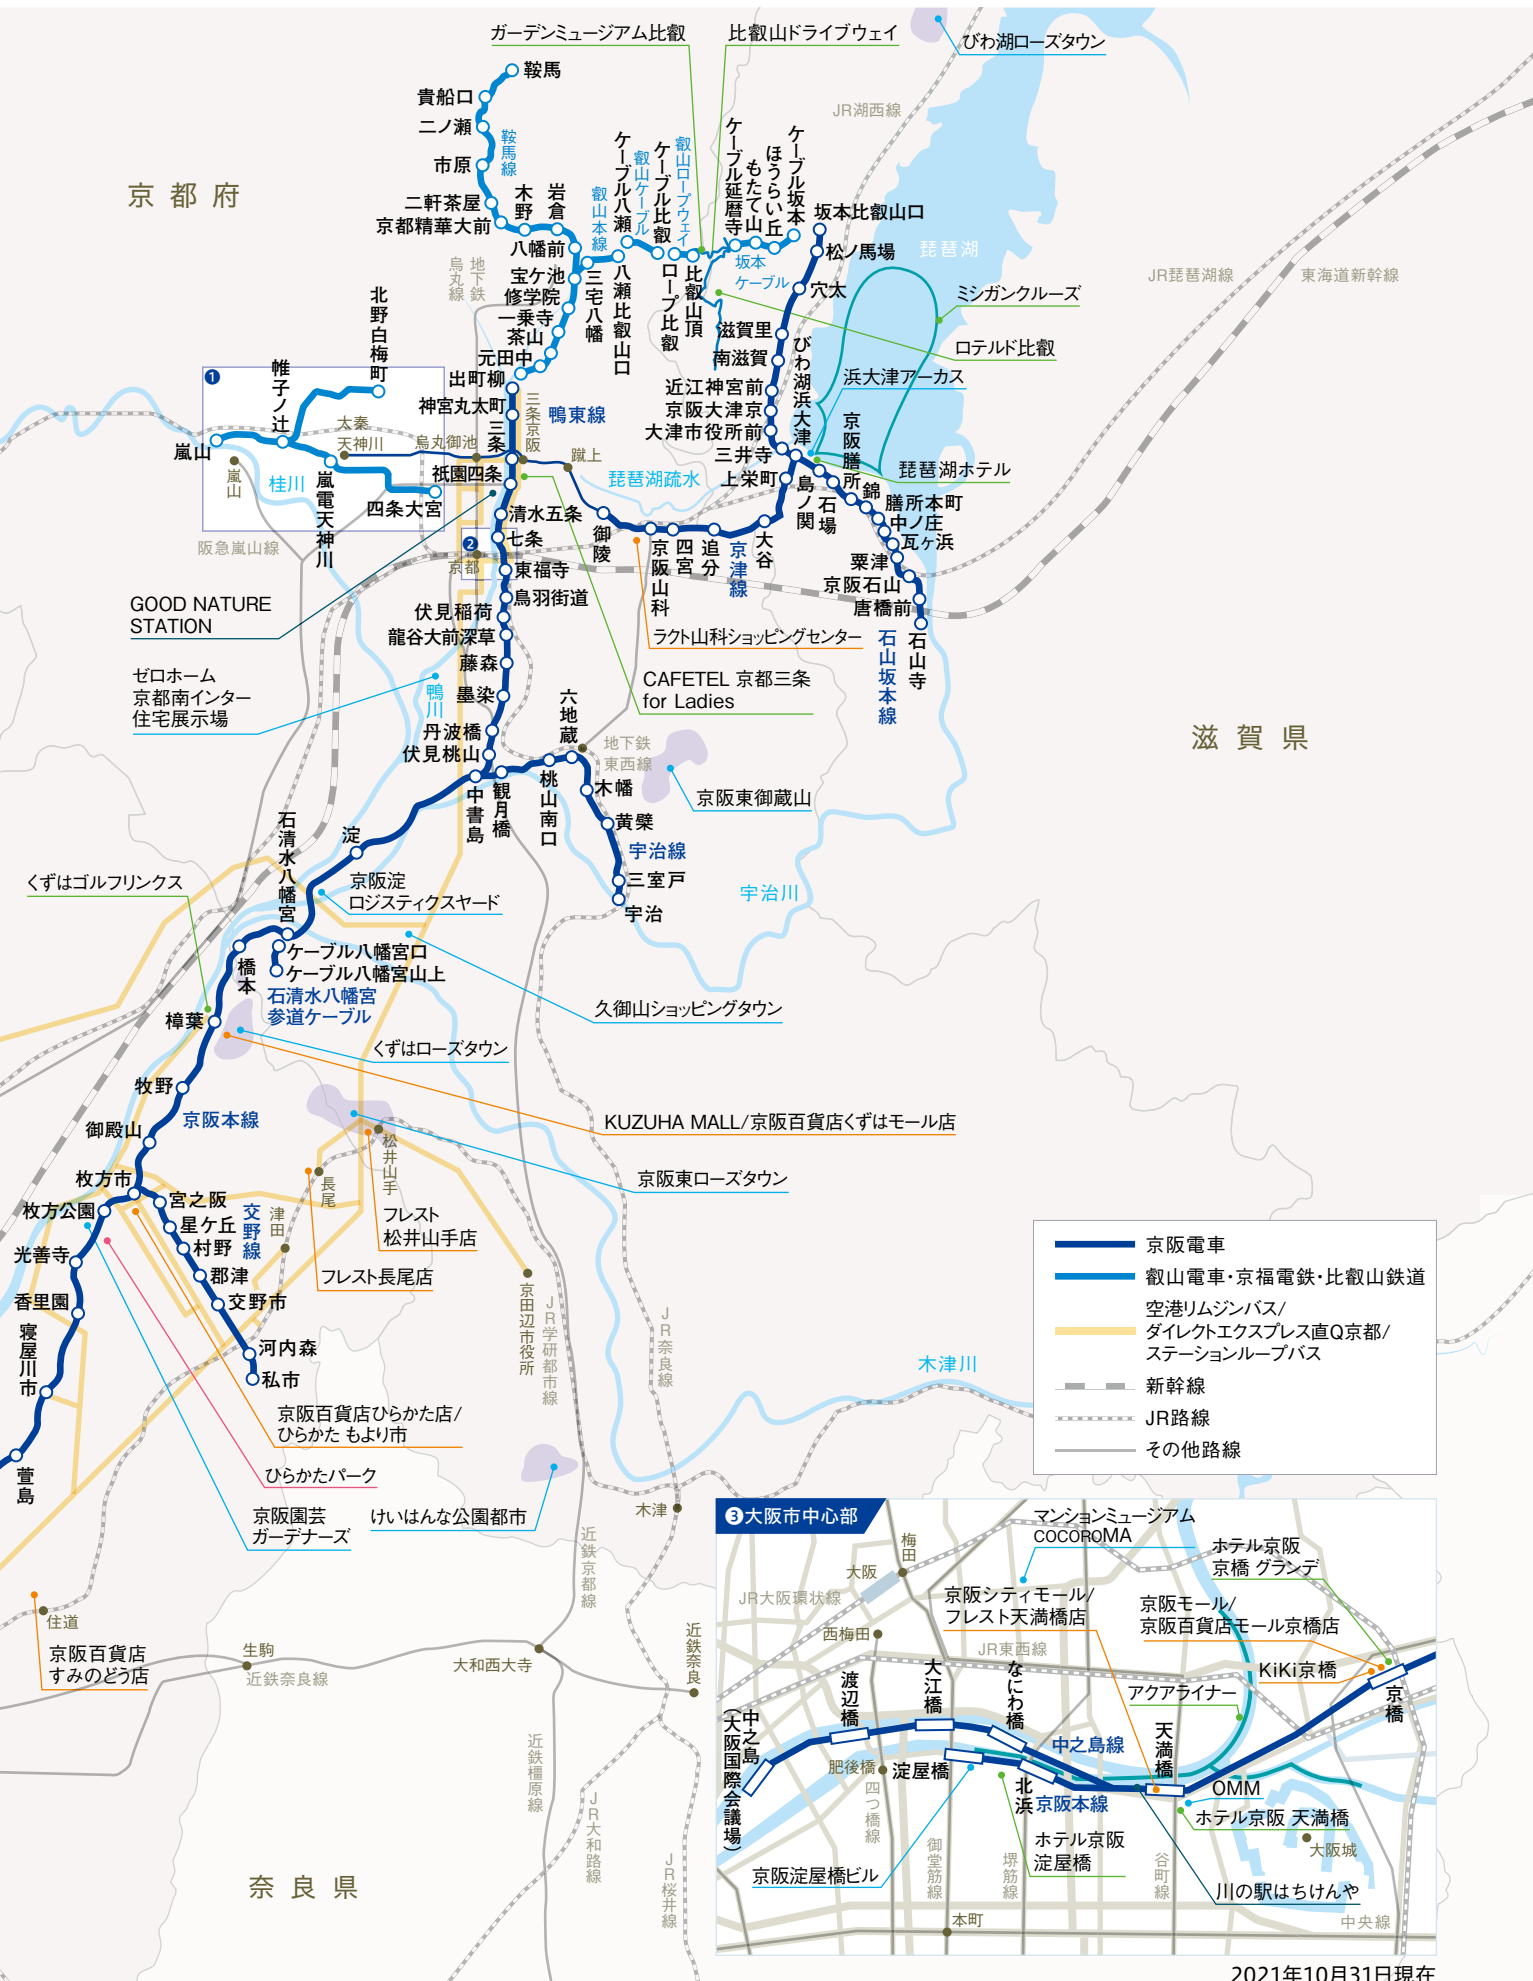 ガーデンミュージアム比叡
比叡山ドライブウェイ
びわ湖ローズタウン
鞍馬
貴船口
二ノ瀬
市原
二軒茶屋
京都精華大前
鞍馬線
木野
岩倉
八幡前
宝ケ池
修学院
一乗寺
茶山
元田中
出町柳
叡山本線
三宅八幡
八瀬比叡山口
ケーブル八瀬
叡山ケーブル
ケーブル比叡
ロープ比叡
叡山ロープウェイ
比叡山頂
ケーブル延暦寺
もたて山
ほうらい丘
ケーブル坂本
坂本
ケーブル
JR湖西線
京都府
坂本比叡山口
松ノ馬場
穴太
滋賀里
南滋賀
近江神宮前
京阪大津京
大津市役所前
三井寺
上栄町
びわ湖浜大津
琵琶湖
JR琵琶湖線
東海道新幹線
ミシガンクルーズ
ロテルド比叡
浜大津アーカス
琵琶湖ホテル
島ノ関
石場
京阪膳所
錦
膳所本町
中ノ庄
瓦ヶ浜
粟津
京阪石山
唐橋前
石山寺
石山坂本線
滋賀県
地下鉄
烏丸線
❶
北野白梅町
帷子ノ辻
嵐山
嵐山
桂川
太秦
天神川
嵐電天神川
四条大宮
阪急嵐山線
烏丸御池
神宮丸太町
三条
三条京阪
鴨東線
蹴上
琵琶湖疏水
祇園四条
清水五条
七条
❷
京都
東福寺
鳥羽街道
伏見稲荷
龍谷大前深草
藤森
墨染
丹波橋
伏見桃山
中書島
観月橋
桃山南口
六地蔵
地下鉄
東西線
木幡
黄檗
宇治線
三室戸
宇治
宇治川
御陵
京阪山科
四宮
追分
京津線
大谷
ラクト山科ショッピングセンター
CAFETEL 京都三条
for Ladies
GOOD NATURE
STATION
ゼロホーム
京都南インター
住宅展示場
鴨川
京阪東御蔵山
淀
石清水八幡宮
京阪淀
ロジスティクスヤード
くずはゴルフリンクス
橋本
ケーブル八幡宮口
ケーブル八幡宮山上
石清水八幡宮
参道ケーブル
久御山ショッピングタウン
樟葉
くずはローズタウン
牧野
京阪本線
御殿山
KUZUHA MALL/京阪百貨店くずはモール店
京阪東ローズタウン
松井山手
長尾
フレスト
松井山手店
フレスト長尾店
枚方市
枚方公園
光善寺
香里園
寝屋川市
萱島
宮之阪
星ケ丘
村野
郡津
交野市
河内森
私市
交野線
津田
京田辺市役所
JR学研都市線
JR奈良線
木津川
京阪百貨店ひらかた店/
ひらかた もより市
ひらかたパーク
京阪園芸
ガーデナーズ
けいはんな公園都市
近鉄京都線
木津
住道
京阪百貨店
すみのどう店
生駒
近鉄奈良線
大和西大寺
近鉄奈良
近鉄橿原線
JR大和路線
JR桜井線
奈良県
京阪電車
叡山電車・京福電鉄・比叡山鉄道
空港リムジンバス/
ダイレクトエクスプレス直Q京都/
ステーションループバス
新幹線
JR路線
その他路線
❸大阪市中心部
梅田
大阪
JR大阪環状線
西梅田
マンションミュージアム
COCOROMA
ホテル京阪
京橋 グランデ
京阪シティモール/
フレスト天満橋店
京阪モール/
京阪百貨店モール京橋店
JR東西線
KiKi京橋
アクアライナー
京橋
中之島
(大阪国際会議場)
渡辺橋
大江橋
なにわ橋
中之島線
天満橋
肥後橋
淀屋橋
北浜
京阪本線
OMM
ホテル京阪 天満橋
四つ橋線
御堂筋線
堺筋線
谷町線
ホテル京阪
淀屋橋
京阪淀屋橋ビル
大阪城
川の駅はちけんや
本町
中央線
2021年10月31日現在